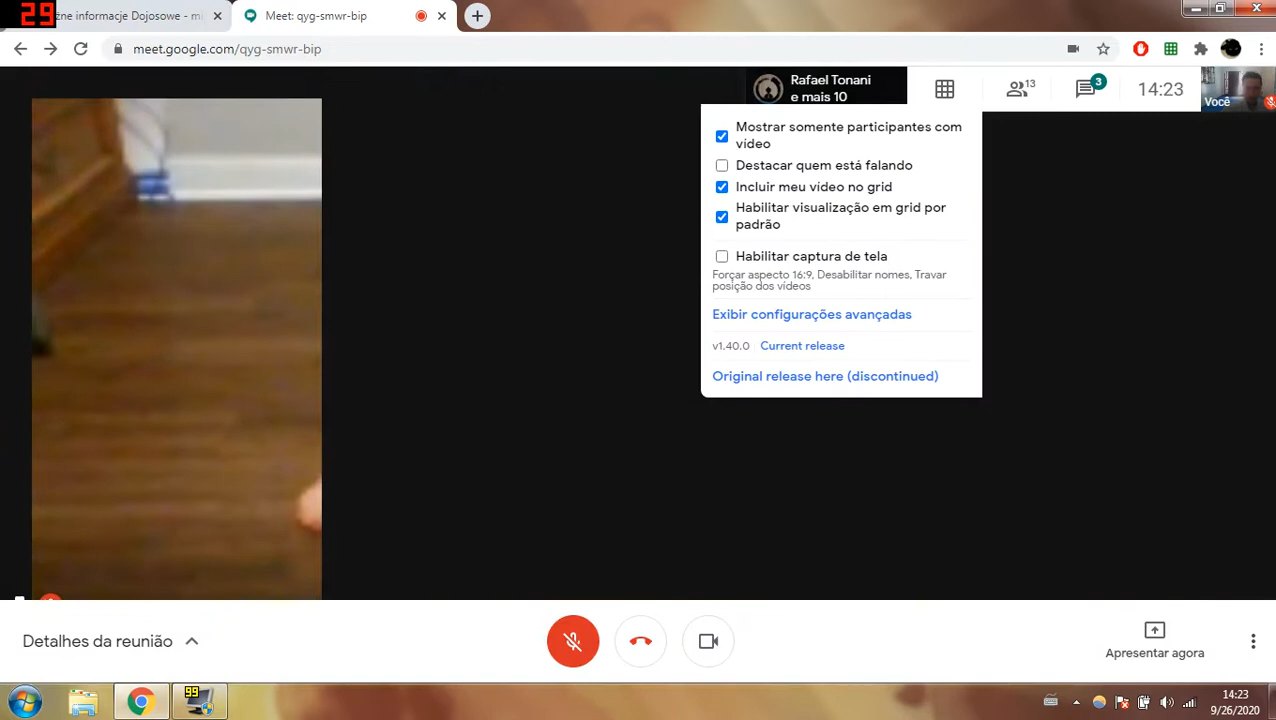 29
żne informacje Dojosowe - m
Meet: qyg-smwr-bip
meet.google.com/qyg-smwr-bip
Rafael Tonani
e mais 10
13
3
14:23
Você
Mostrar somente participantes com
vídeo
Destacar quem está falando
Incluir meu vídeo no grid
Habilitar visualização em grid por
padrão
Habilitar captura de tela
Forçar aspecto 16:9, Desabilitar nomes, Travar
posição dos vídeos
Exibir configurações avançadas
v1.40.0 Current release
Original release here (discontinued)
Detalhes da reunião
Apresentar agora
99
14:23
9/26/2020